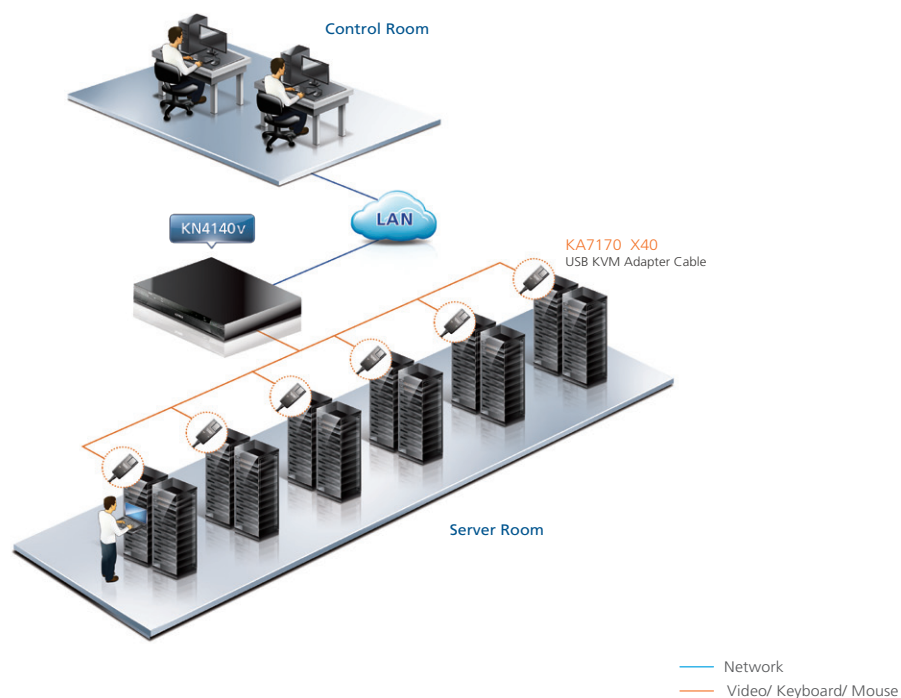 Control Room
LAN
KN4140v
KA7170 X40
USB KVM Adapter Cable
Server Room
Network
Video/ Keyboard/ Mouse